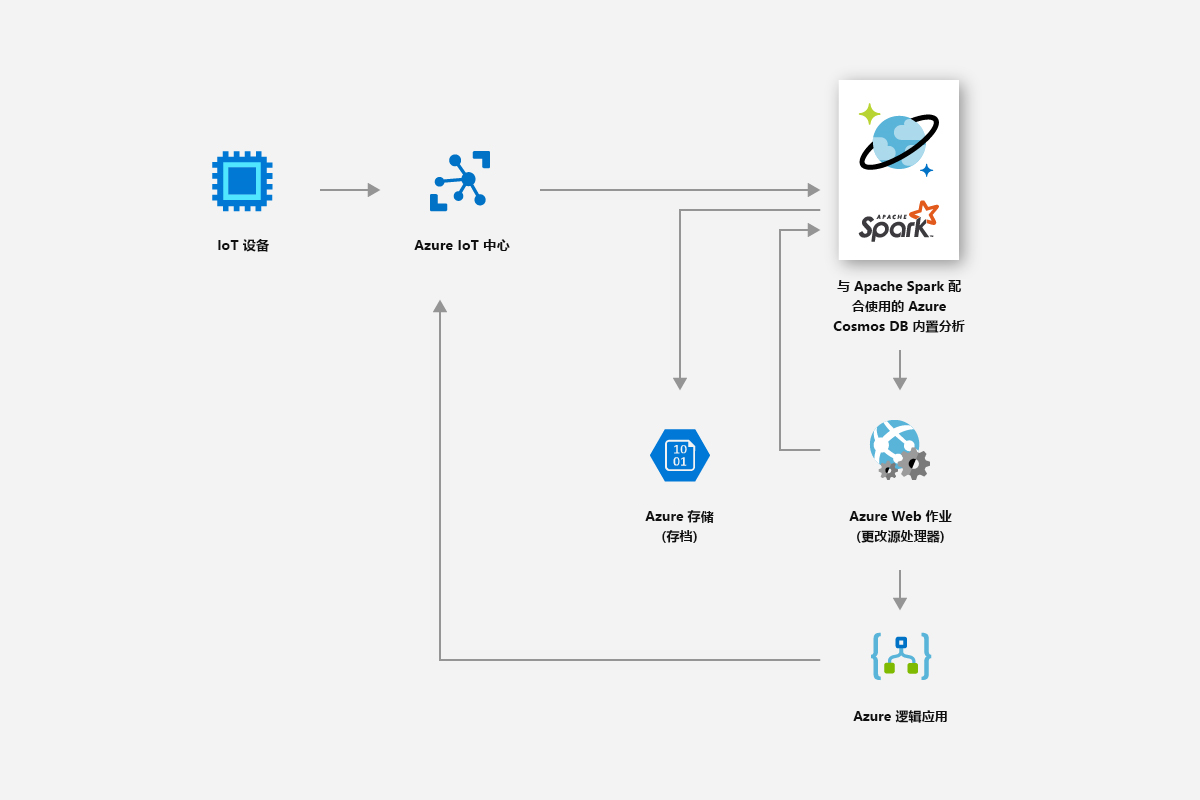 APACHE
Spark
IoT 设备
Azure IoT 中心
与 Apache Spark 配
合使用的 Azure
Cosmos DB 内置分析
10
01
Azure 存储
(存档)
Azure Web 作业
(更改源处理器)
Azure 逻辑应用